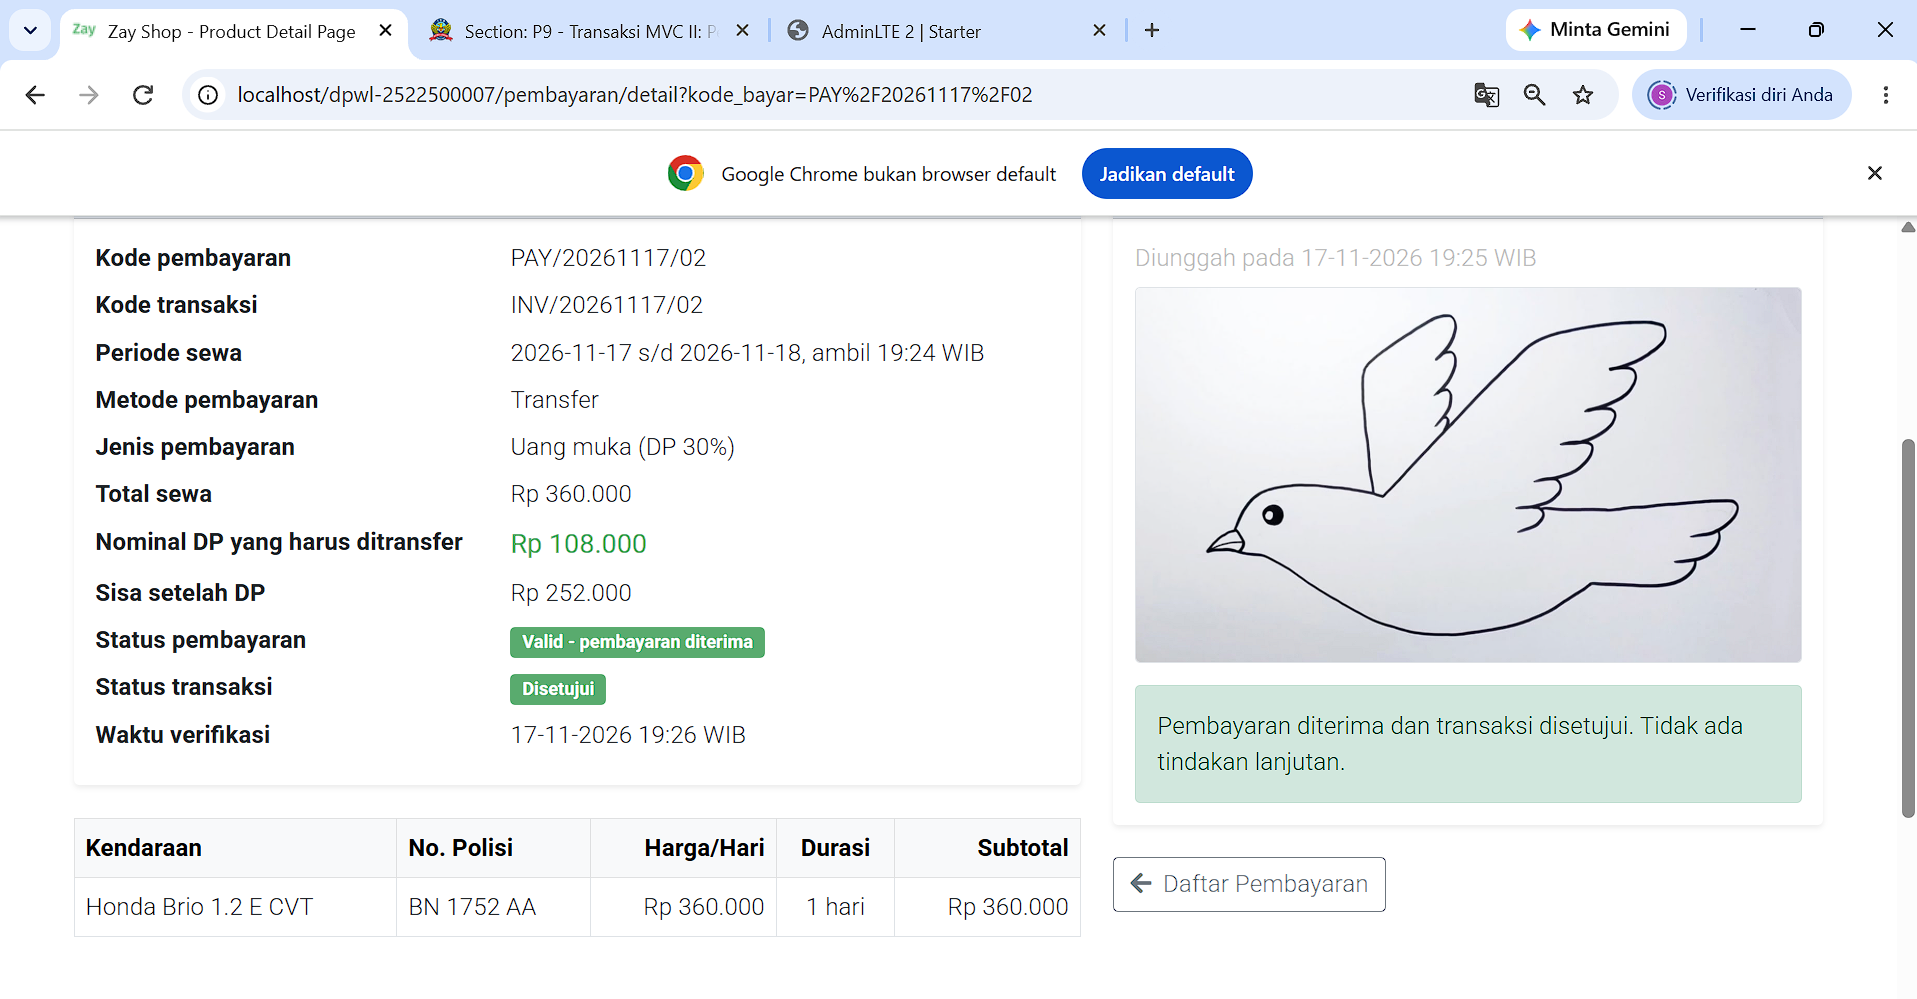 Zay Zay Shop - Product Detail Page
Section: P9 - Transaksi MVC II: P
AdminLTE 2 | Starter
Minta Gemini
localhost/dpwl-2522500007/pembayaran/detail?kode_bayar=PAY%2F20261117%2F02
S Verifikasi diri Anda
Google Chrome bukan browser default
Jadikan default
Kode pembayaran PAY/20261117/02
Kode transaksi INV/20261117/02
Periode sewa 2026-11-17 s/d 2026-11-18, ambil 19:24 WIB
Metode pembayaran Transfer
Jenis pembayaran Uang muka (DP 30%)
Total sewa Rp 360.000
Nominal DP yang harus ditransfer Rp 108.000
Sisa setelah DP Rp 252.000
Status pembayaran Valid - pembayaran diterima
Status transaksi Disetujui
Waktu verifikasi 17-11-2026 19:26 WIB
Kendaraan No. Polisi Harga/Hari Durasi Subtotal
Honda Brio 1.2 E CVT BN 1752 AA Rp 360.000 1 hari Rp 360.000
Diunggah pada 17-11-2026 19:25 WIB
Pembayaran diterima dan transaksi disetujui. Tidak ada
tindakan lanjutan.
Daftar Pembayaran